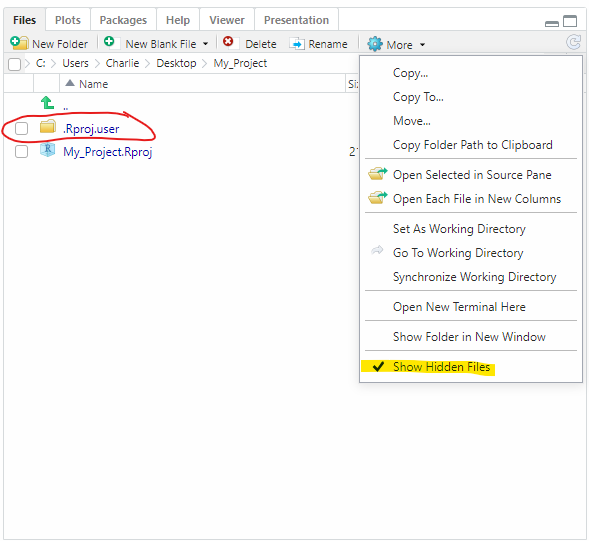 Files Plots Packages Help Viewer Presentation
New Folder New Blank File Delete Rename More
C: Users Charlie Desktop My_Project
Name
..
.Rproj.user
My_Project.Rproj
Copy...
Copy To...
Move...
Copy Folder Path to Clipboard
Open Selected in Source Pane
Open Each File in New Columns
Set As Working Directory
Go To Working Directory
Synchronize Working Directory
Open New Terminal Here
Show Folder in New Window
Show Hidden Files